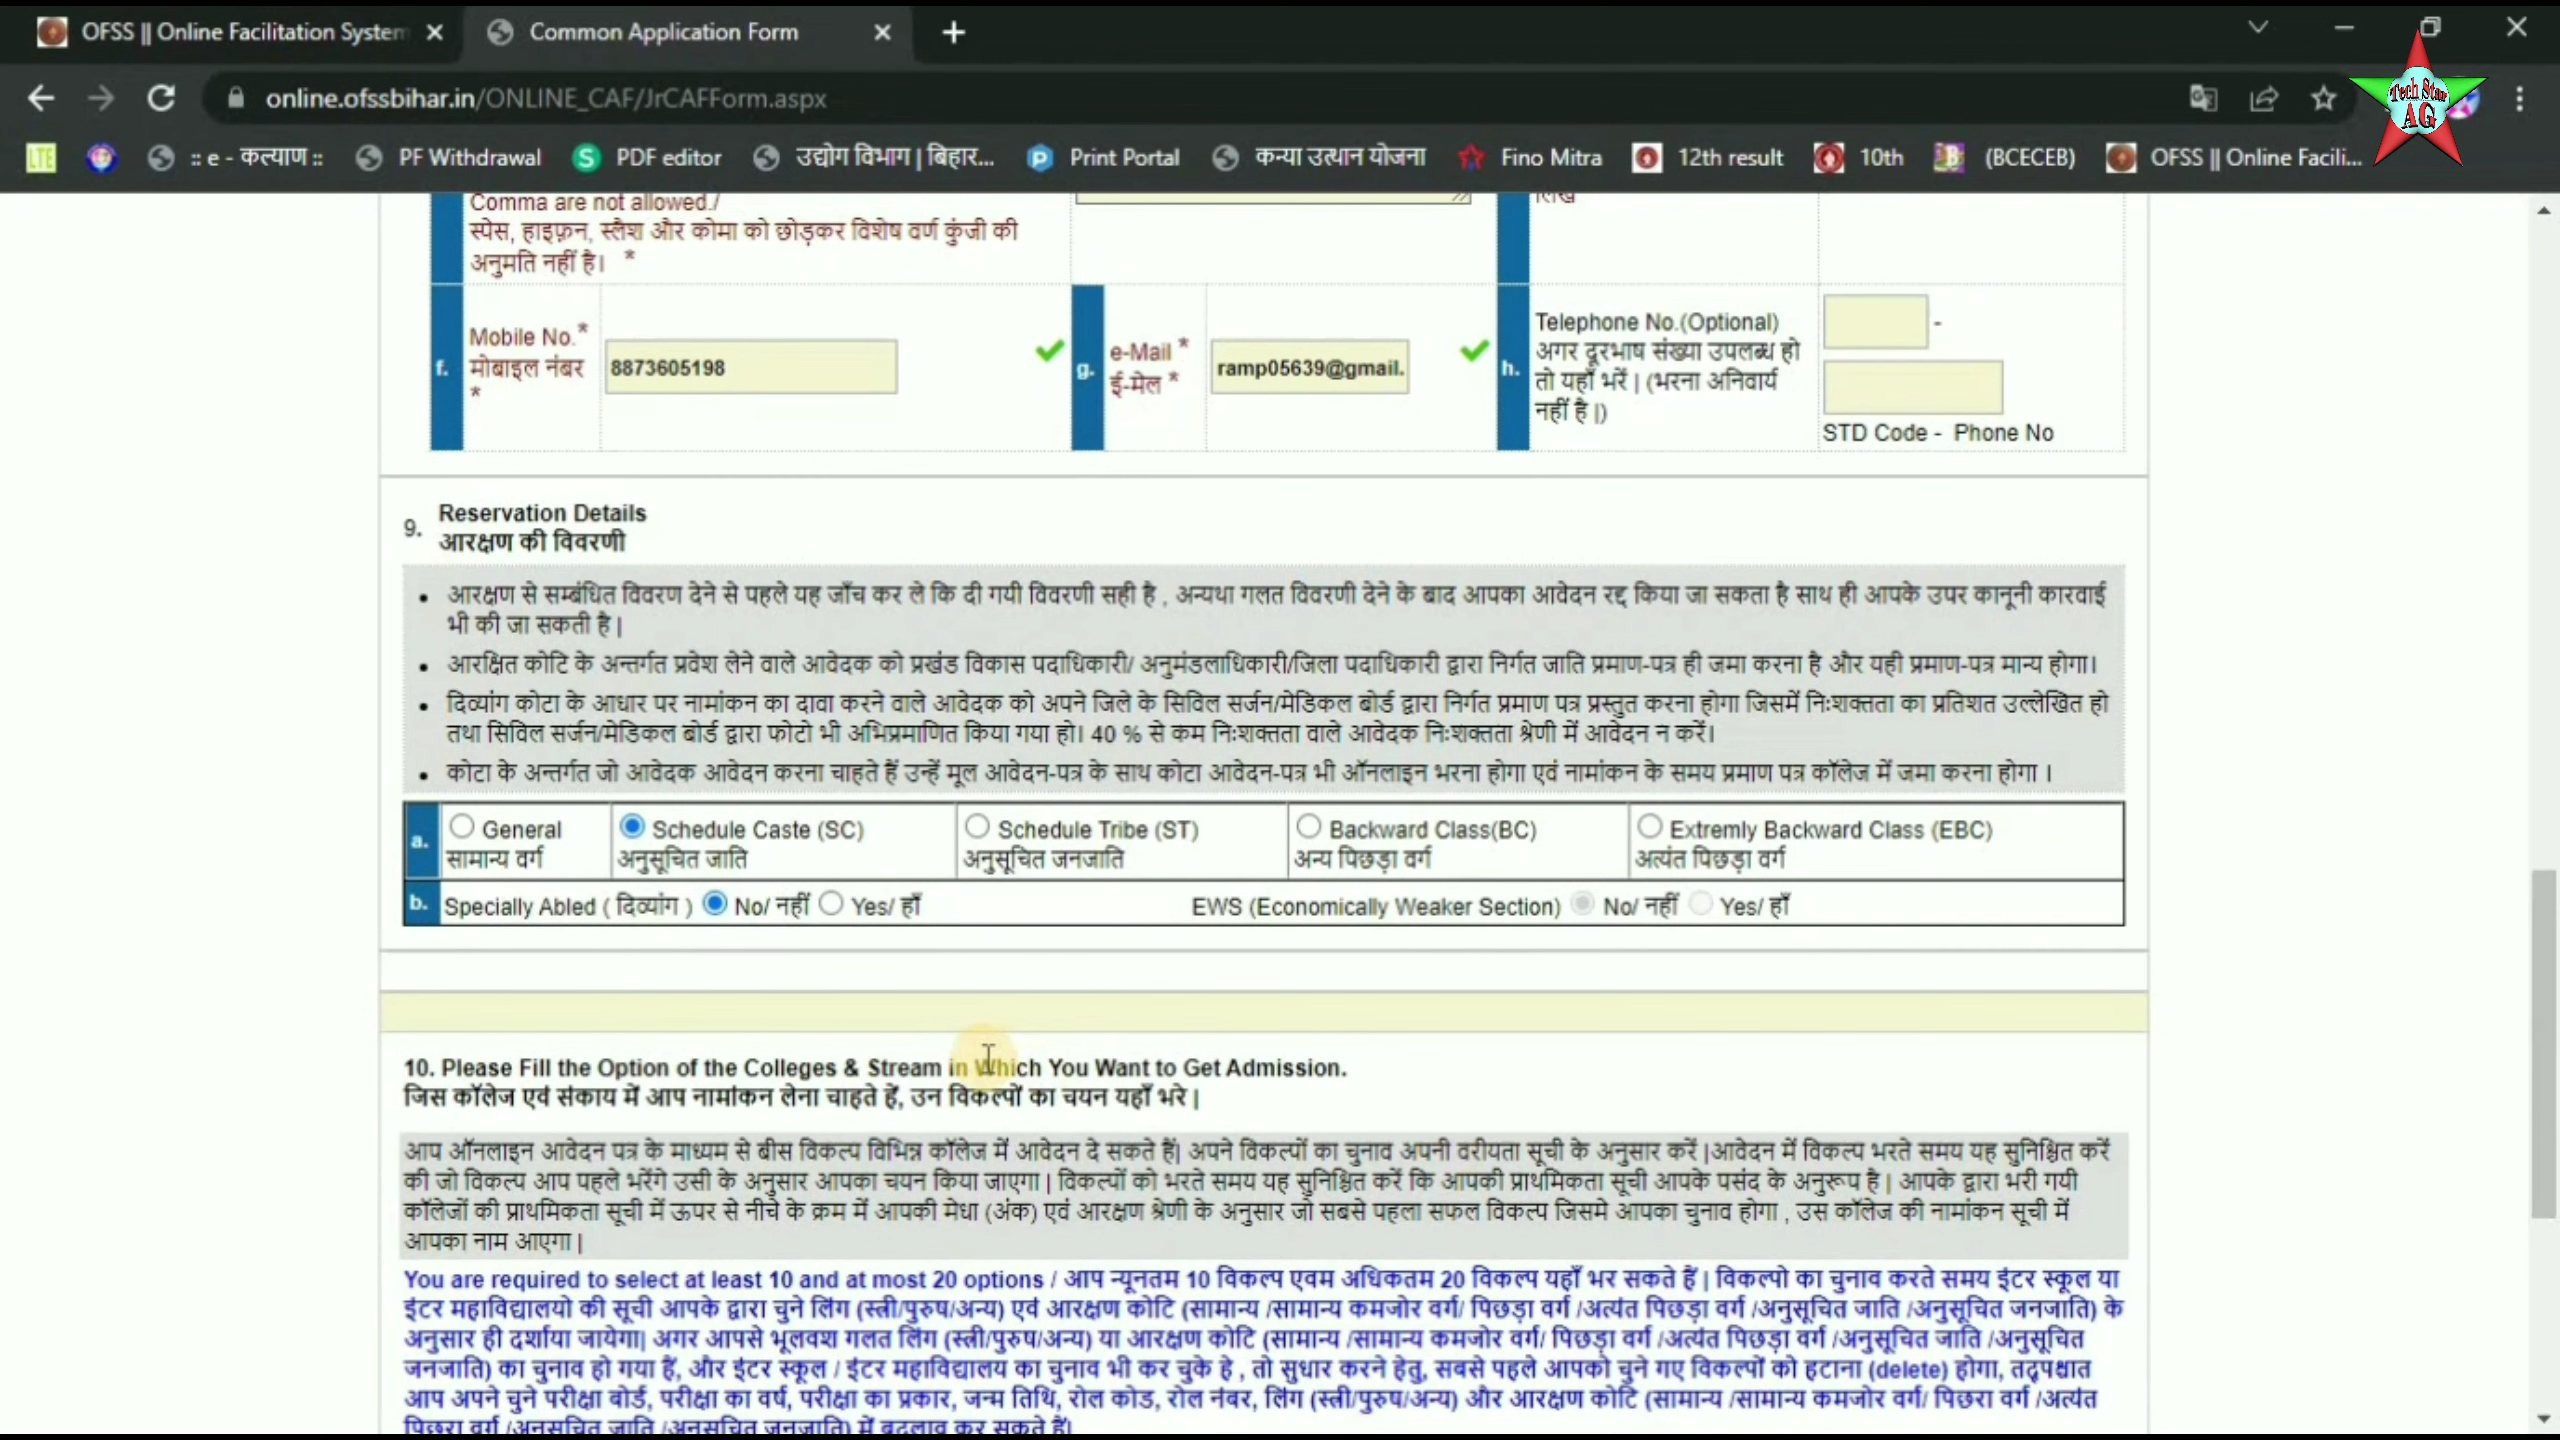 OFSS || Online Facilitation System
Common Application Form
online.ofssbihar.in/ONLINE_CAF/JrCAFForm.aspx
Tech Star
AG
LTE
:: e - कल्याण ::
PF Withdrawal
PDF editor
उद्योग विभाग | बिहार...
Print Portal
कन्या उत्थान योजना
Fino Mitra
12th result
10th
(BCECEB)
OFSS || Online Facili...
Comma are not allowed./
स्पेस, हाइफ़न, स्लैश और कोमा को छोड़कर विशेष वर्ण कुंजी की
अनुमति नहीं है। *
लिखें
f.
Mobile No.*
मोबाइल नंबर
*
8873605198
g.
e-Mail *
ई-मेल *
ramp05639@gmail.
h.
Telephone No.(Optional)
अगर दूरभाष संख्या उपलब्ध हो
तो यहाँ भरें | (भरना अनिवार्य
नहीं है |)
-
STD Code - Phone No
9.
Reservation Details
आरक्षण की विवरणी
• आरक्षण से सम्बंधित विवरण देने से पहले यह जाँच कर ले कि दी गयी विवरणी सही है , अन्यथा गलत विवरणी देने के बाद आपका आवेदन रद्द किया जा सकता है साथ ही आपके उपर कानूनी कारवाई
भी की जा सकती है |
• आरक्षित कोटि के अन्तर्गत प्रवेश लेने वाले आवेदक को प्रखंड विकास पदाधिकारी/ अनुमंडलाधिकारी/जिला पदाधिकारी द्वारा निर्गत जाति प्रमाण-पत्र ही जमा करना है और यही प्रमाण-पत्र मान्य होगा।
• दिव्यांग कोटा के आधार पर नामांकन का दावा करने वाले आवेदक को अपने जिले के सिविल सर्जन/मेडिकल बोर्ड द्वारा निर्गत प्रमाण पत्र प्रस्तुत करना होगा जिसमें निःशक्तता का प्रतिशत उल्लेखित हो
तथा सिविल सर्जन/मेडिकल बोर्ड द्वारा फोटो भी अभिप्रमाणित किया गया हो। 40 % से कम निःशक्तता वाले आवेदक निःशक्तता श्रेणी में आवेदन न करें।
• कोटा के अन्तर्गत जो आवेदक आवेदन करना चाहते हैं उन्हें मूल आवेदन-पत्र के साथ कोटा आवेदन-पत्र भी ऑनलाइन भरना होगा एवं नामांकन के समय प्रमाण पत्र कॉलेज में जमा करना होगा ।
a.
General
सामान्य वर्ग
Schedule Caste (SC)
अनुसूचित जाति
Schedule Tribe (ST)
अनुसूचित जनजाति
Backward Class(BC)
अन्य पिछड़ा वर्ग
Extremly Backward Class (EBC)
अत्यंत पिछड़ा वर्ग
b.
Specially Abled ( दिव्यांग ) No/ नहीं Yes/ हाँ
EWS (Economically Weaker Section) No/ नहीं Yes/ हाँ
10. Please Fill the Option of the Colleges & Stream in Which You Want to Get Admission.
जिस कॉलेज एवं संकाय में आप नामांकन लेना चाहते हैं, उन विकल्पों का चयन यहाँ भरे |
आप ऑनलाइन आवेदन पत्र के माध्यम से बीस विकल्प विभिन्न कॉलेज में आवेदन दे सकते हैं| अपने विकल्पों का चुनाव अपनी वरीयता सूची के अनुसार करें |आवेदन में विकल्प भरते समय यह सुनिश्चित करें
की जो विकल्प आप पहले भरेंगे उसी के अनुसार आपका चयन किया जाएगा | विकल्पों को भरते समय यह सुनिश्चित करें कि आपकी प्राथमिकता सूची आपके पसंद के अनुरूप है | आपके द्वारा भरी गयी
कॉलेजों की प्राथमिकता सूची में ऊपर से नीचे के क्रम में आपकी मेधा (अंक) एवं आरक्षण श्रेणी के अनुसार जो सबसे पहला सफल विकल्प जिसमे आपका चुनाव होगा , उस कॉलेज की नामांकन सूची में
आपका नाम आएगा |
You are required to select at least 10 and at most 20 options / आप न्यूनतम 10 विकल्प एवम अधिकतम 20 विकल्प यहाँ भर सकते हैं | विकल्पो का चुनाव करते समय इंटर स्कूल या
इंटर महाविद्यालयो की सूची आपके द्वारा चुने लिंग (स्त्री/पुरुष/अन्य) एवं आरक्षण कोटि (सामान्य /सामान्य कमजोर वर्ग/ पिछड़ा वर्ग /अत्यंत पिछड़ा वर्ग /अनुसूचित जाति /अनुसूचित जनजाति) के
अनुसार ही दर्शाया जायेगा| अगर आपसे भूलवश गलत लिंग (स्त्री/पुरुष/अन्य) या आरक्षण कोटि (सामान्य /सामान्य कमजोर वर्ग/ पिछड़ा वर्ग /अत्यंत पिछड़ा वर्ग /अनुसूचित जाति /अनुसूचित
जनजाति) का चुनाव हो गया हैं, और इंटर स्कूल / इंटर महाविद्यालय का चुनाव भी कर चुके हे , तो सुधार करने हेतु, सबसे पहले आपको चुने गए विकल्पों को हटाना (delete) होगा, तद्पश्चात
आप अपने चुने परीक्षा बोर्ड, परीक्षा का वर्ष, परीक्षा का प्रकार, जन्म तिथि, रोल कोड, रोल नंबर, लिंग (स्त्री/पुरुष/अन्य) और आरक्षण कोटि (सामान्य /सामान्य कमजोर वर्ग/ पिछरा वर्ग /अत्यंत
पिछरा वर्ग /अनुसूचित जाति /अनुसूचित जनजाति) में बदलाव कर सकते हैं|